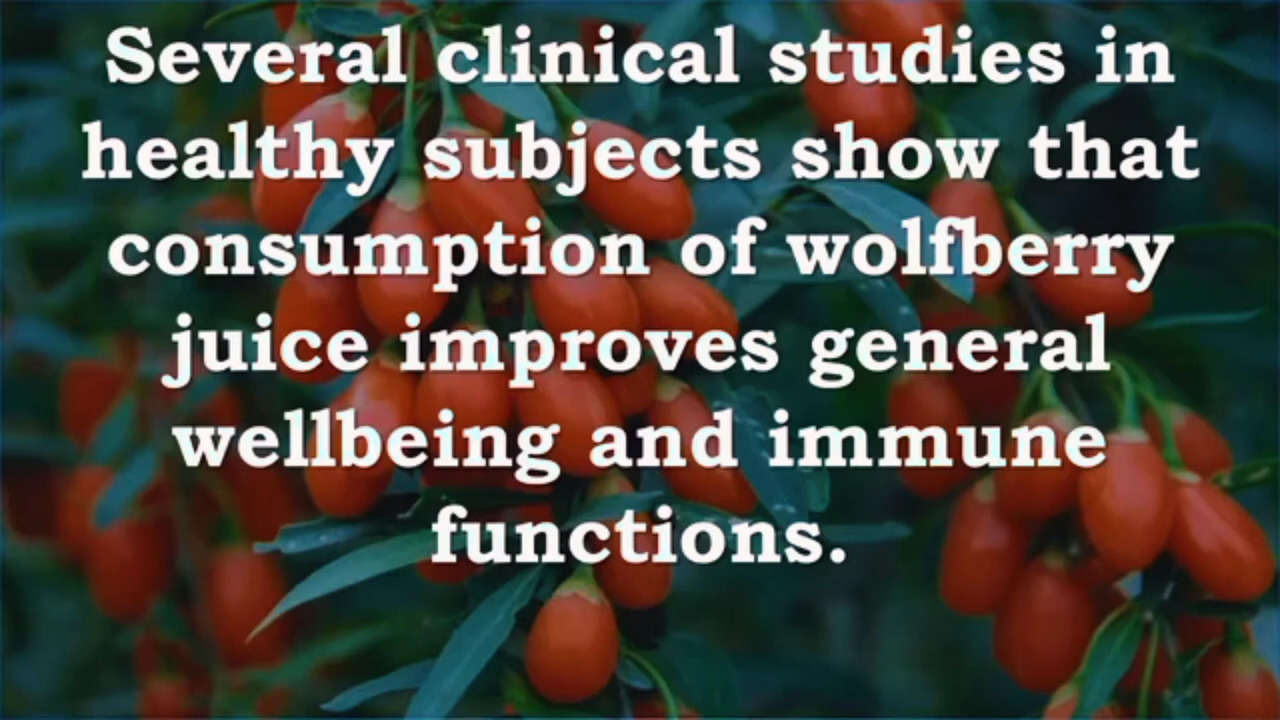 Several clinical studies in
healthy subjects show that
consumption of wolfberry
juice improves general
wellbeing and immune
functions.